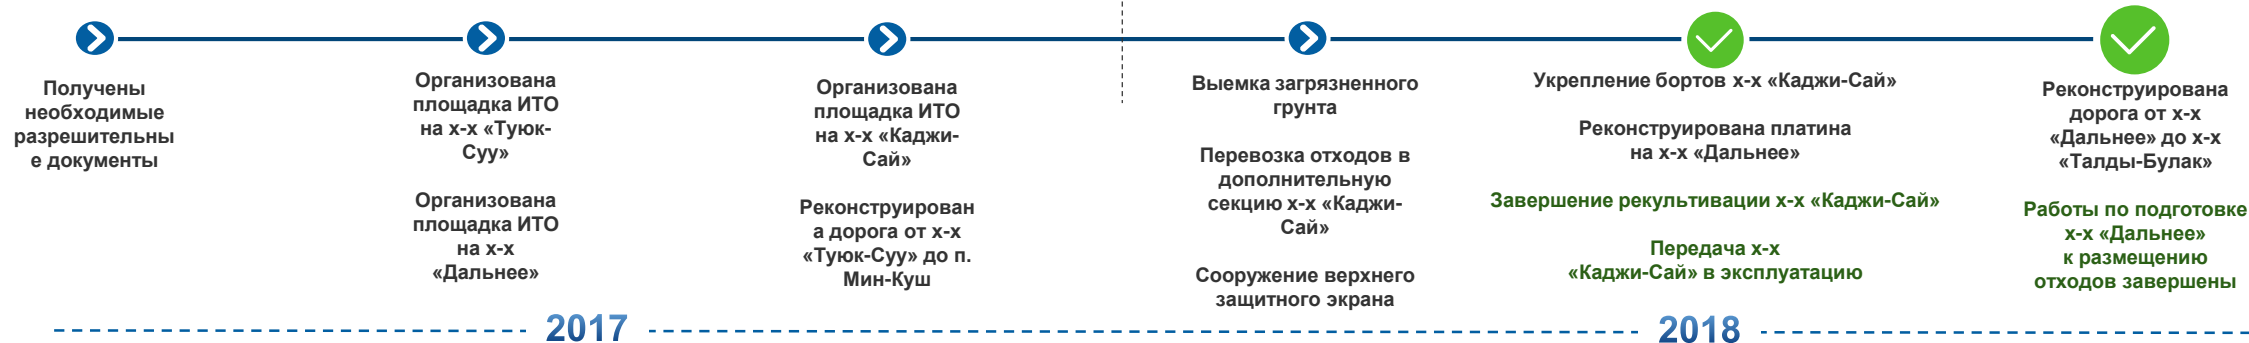 Получены
необходимые
разрешительны
е документы
Организована
площадка ИТО
на х-х «Туюк-
Суу»
Организована
площадка ИТО
на х-х
«Дальнее»
Организована
площадка ИТО
на х-х «Каджи-
Сай»
Реконструирован
а дорога от х-х
«Туюк-Суу» до п.
Мин-Куш
Выемка загрязненного
грунта
Перевозка отходов в
дополнительную
секцию х-х «Каджи-
Сай»
Сооружение верхнего
защитного экрана
Укрепление бортов х-х «Каджи-Сай»
Реконструирована платина
на х-х «Дальнее»
Завершение рекультивации х-х «Каджи-Сай»
Передача х-х
«Каджи-Сай» в эксплуатацию
Реконструирована
дорога от х-х
«Дальнее» до х-х
«Талды-Булак»
Работы по подготовке
х-х «Дальнее»
к размещению
отходов завершены
2017
2018